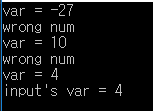 var = -27
wrong num
var = 10
wrong num
var = 4
input's var = 4